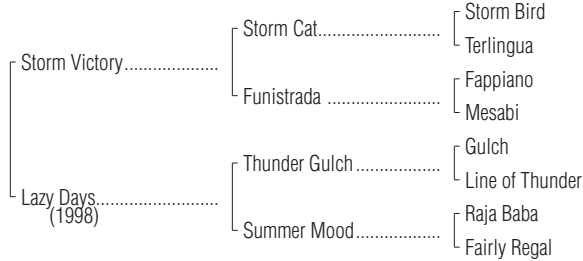 Storm Bird
Storm Cat....................................
Terlingua
Storm Victory......................
Fappiano
Funistrada .................................
Mesabi
Gulch
Thunder Gulch ........................
Line of Thunder
Lazy Days.............................
(1998)
Raja Baba
Summer Mood........................
Fairly Regal